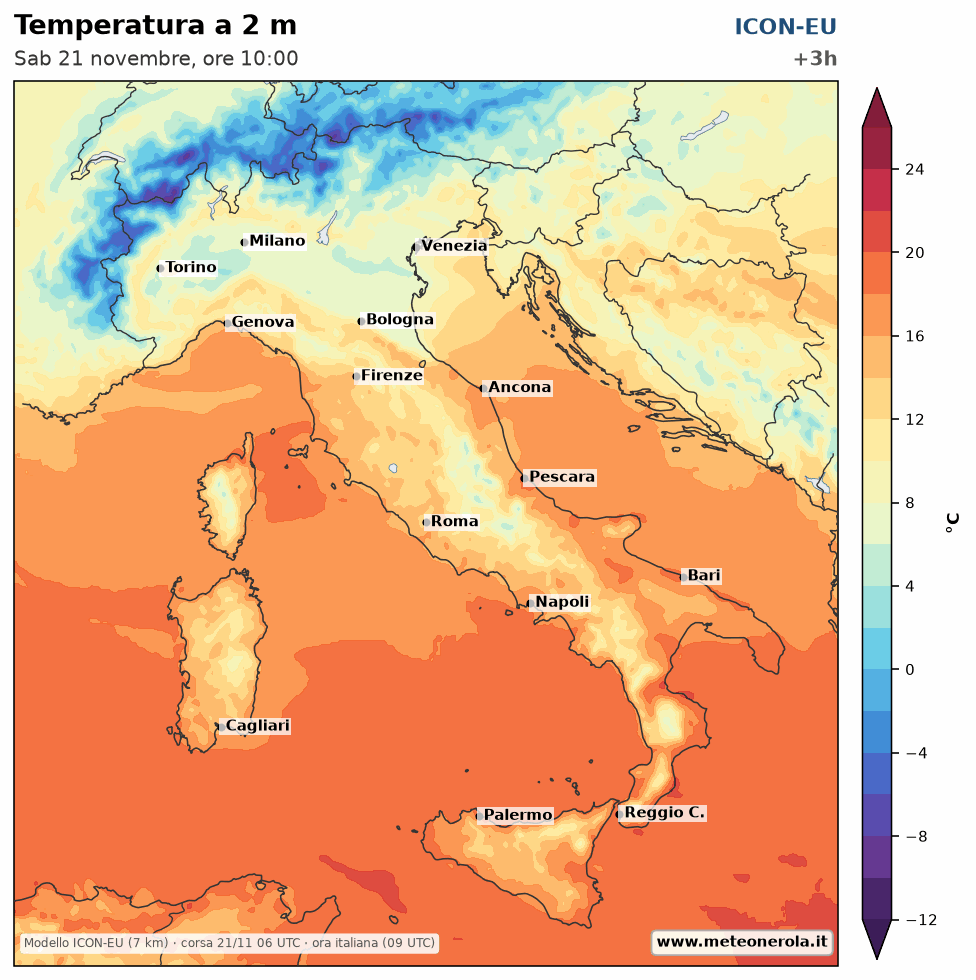 Temperatura a 2 m
ICON-EU
Sab 21 novembre, ore 10:00
+3h
Milano
Venezia
Torino
Genova
Bologna
Firenze
Ancona
Pescara
Roma
Bari
Napoli
Cagliari
Palermo
Reggio C.
24
20
16
12
8
4
0
−4
−8
−12
°C
Modello ICON-EU (7 km) · corsa 21/11 06 UTC · ora italiana (09 UTC)
www.meteonerola.it